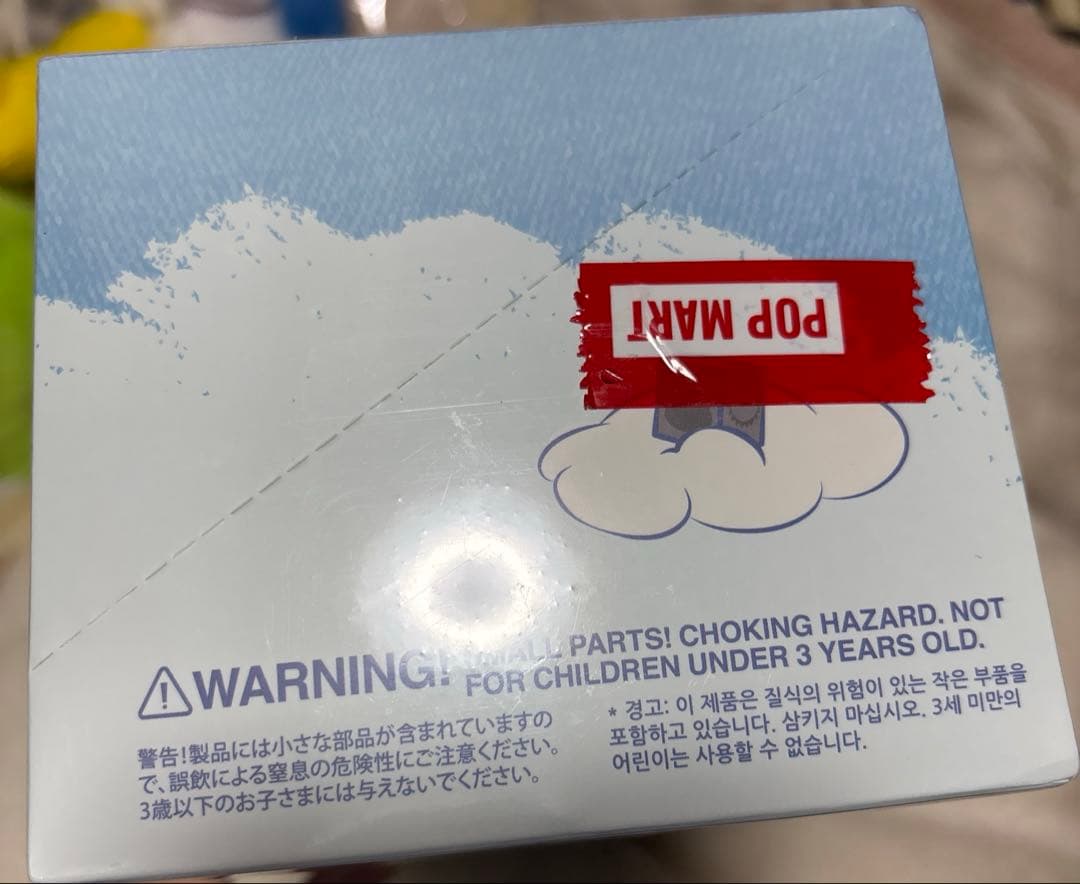 POP MART
WARNING! SMALL PARTS! CHOKING HAZARD. NOT
FOR CHILDREN UNDER 3 YEARS OLD.
警告!製品には小さな部品が含まれていますの
で、誤飲による窒息の危険性にご注意ください。
3歳以下のお子さまには与えないでください。
* 경고: 이 제품은 질식의 위험이 있는 작은 부품을
포함하고 있습니다. 삼키지 마십시오. 3세 미만의
어린이는 사용할 수 없습니다.